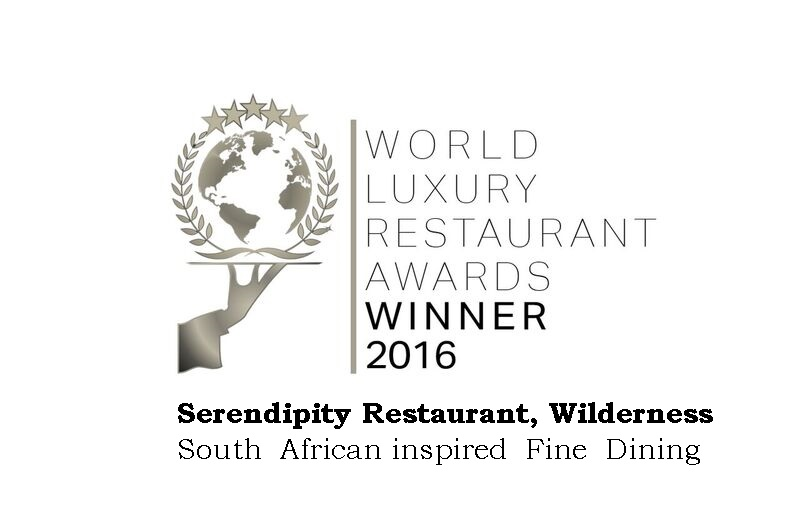 WORLD
LUXURY
RESTAURANT
AWARDS
WINNER
2016
Serendipity Restaurant, Wilderness
South African inspired Fine Dining